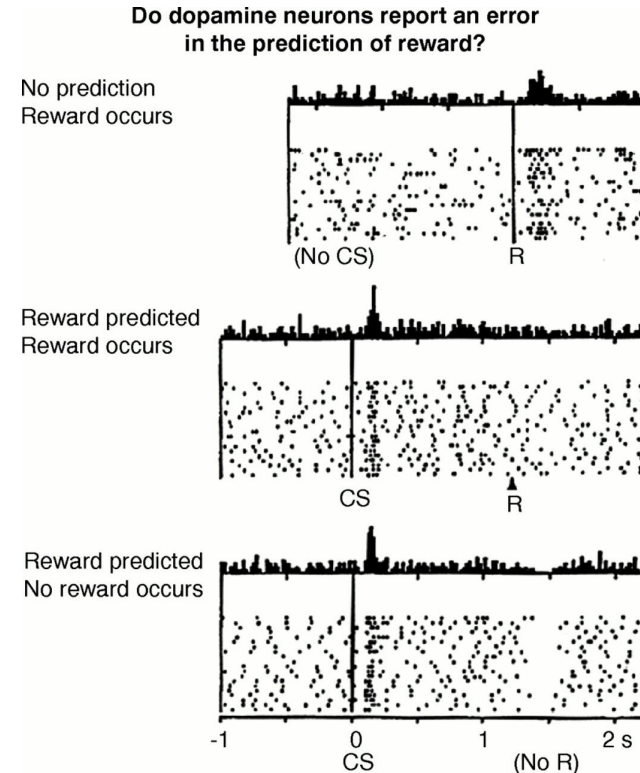 Do dopamine neurons report an error
in the prediction of reward?
No prediction
Reward occurs
(No CS)
R
Reward predicted
Reward occurs
CS
R
Reward predicted
No reward occurs
-1 0 1 2 s
CS (No R)